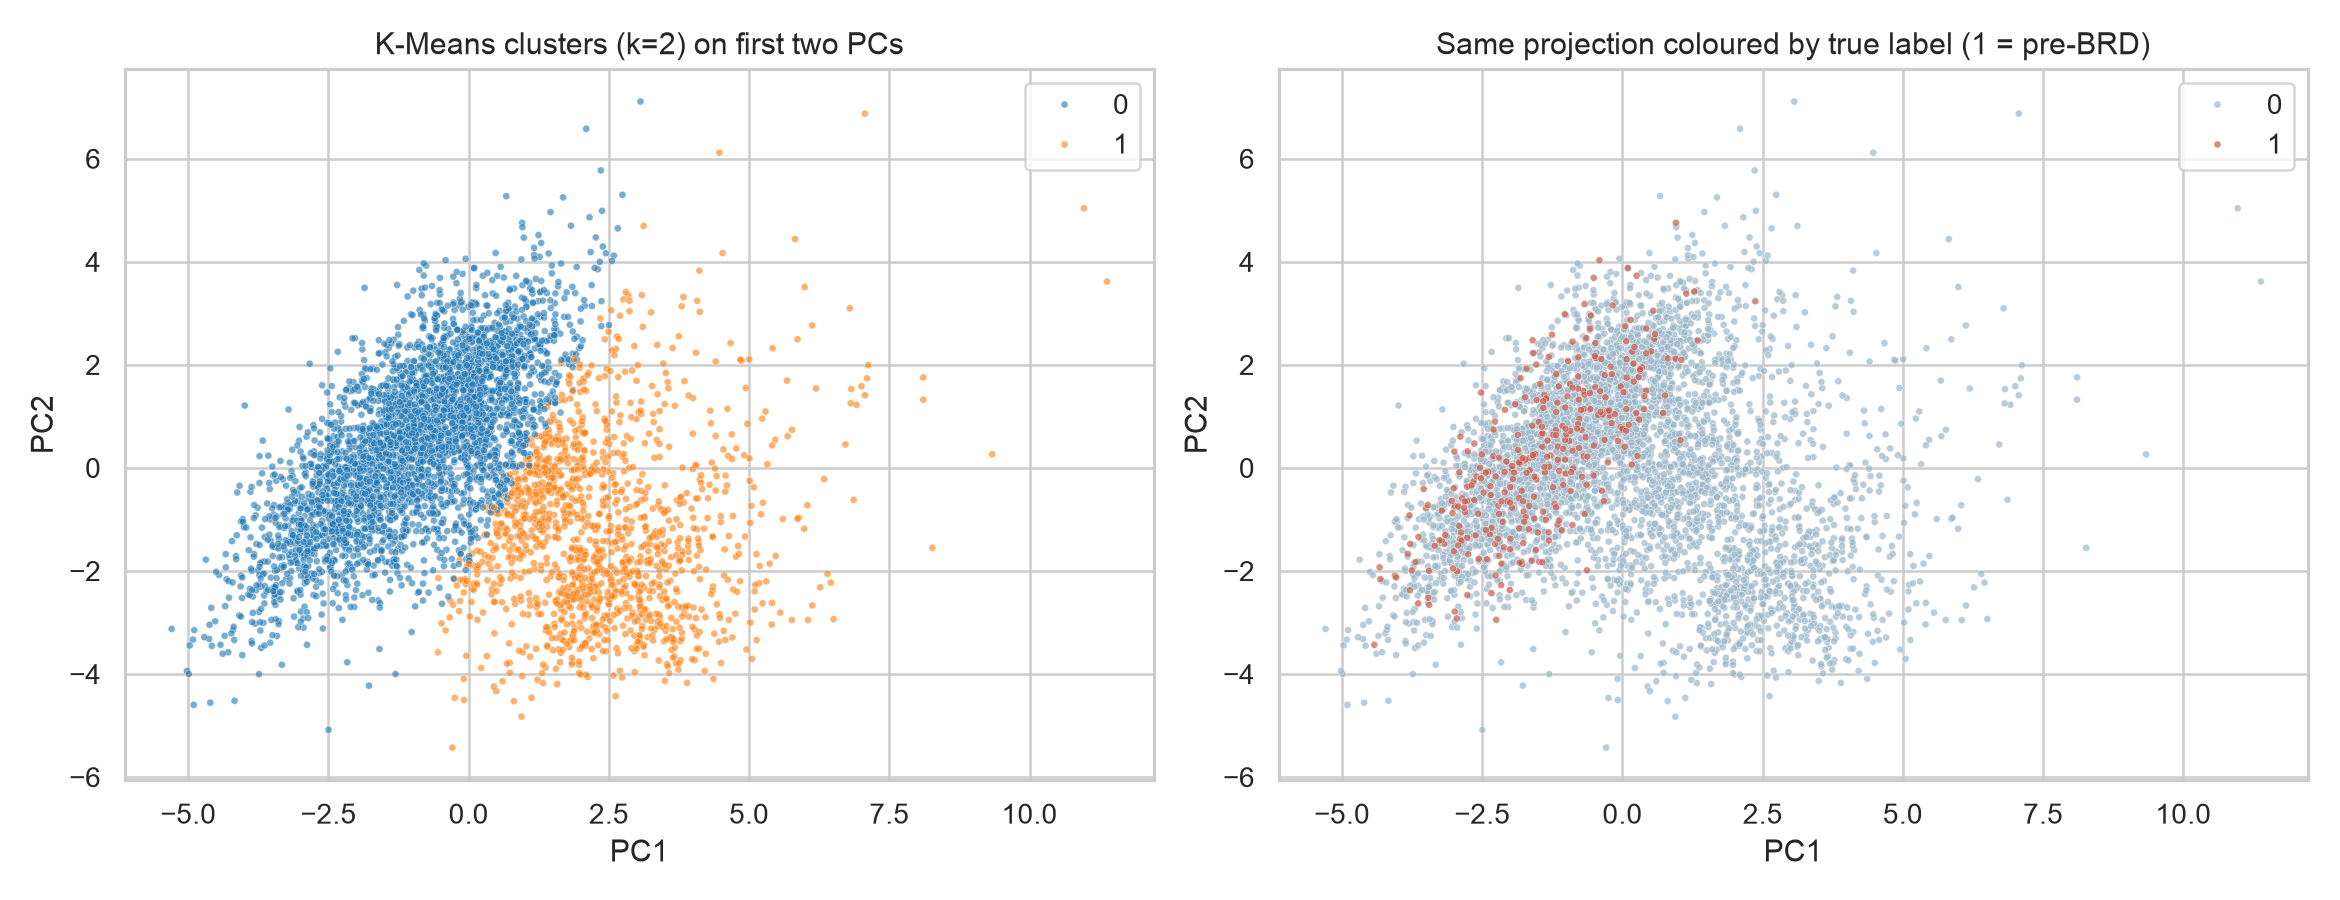 K-Means clusters (k=2) on first two PCs
0
1
6
4
2
0
−2
−4
−6
PC2
−5.0 −2.5 0.0 2.5 5.0 7.5 10.0
PC1
Same projection coloured by true label (1 = pre-BRD)
0
1
6
4
2
0
−2
−4
−6
PC2
−5.0 −2.5 0.0 2.5 5.0 7.5 10.0
PC1